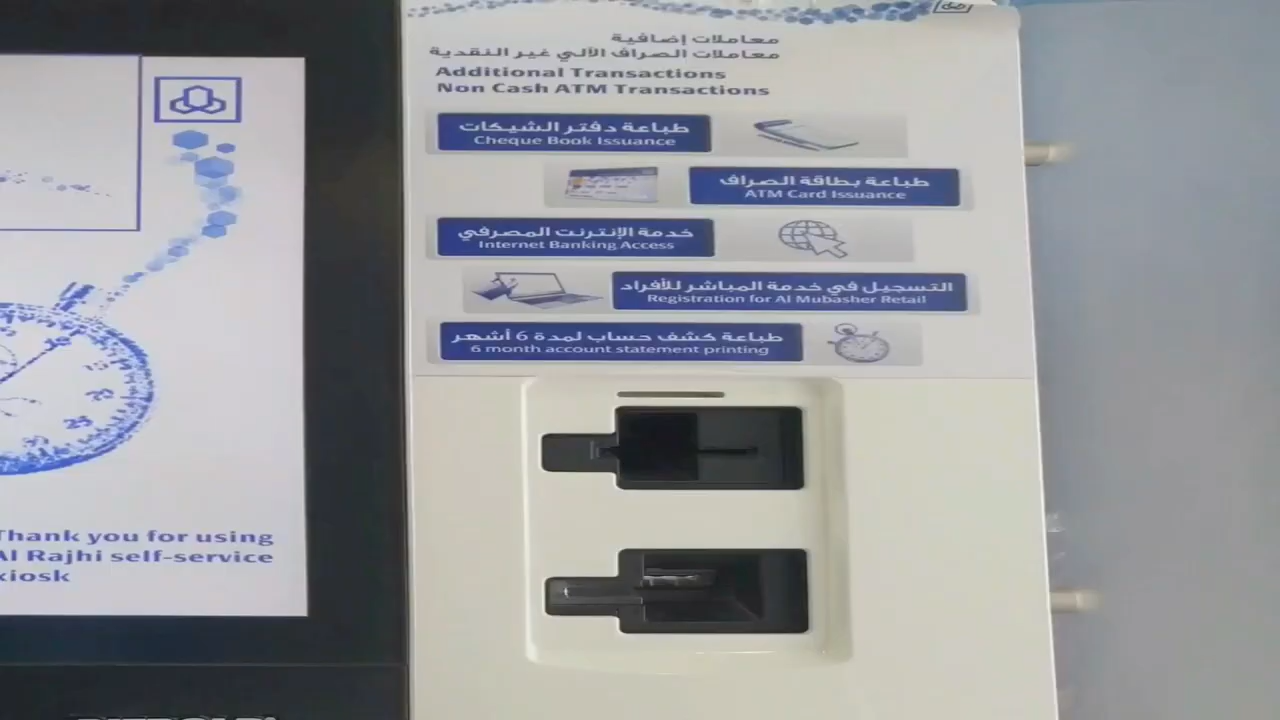 معاملات إضافية
معاملات الصراف الآلي غير النقدية
Additional Transactions
Non Cash ATM Transactions
طباعة دفتر الشيكات
Cheque Book Issuance
طباعة بطاقة الصراف
ATM Card Issuance
خدمة الإنترنت المصرفي
Internet Banking Access
التسجيل في خدمة المباشر للأفراد
Registration for Al Mubasher Retail
طباعة كشف حساب لمدة 6 أشهر
6 month account statement printing
Thank you for using
Al Rajhi self-service
kiosk